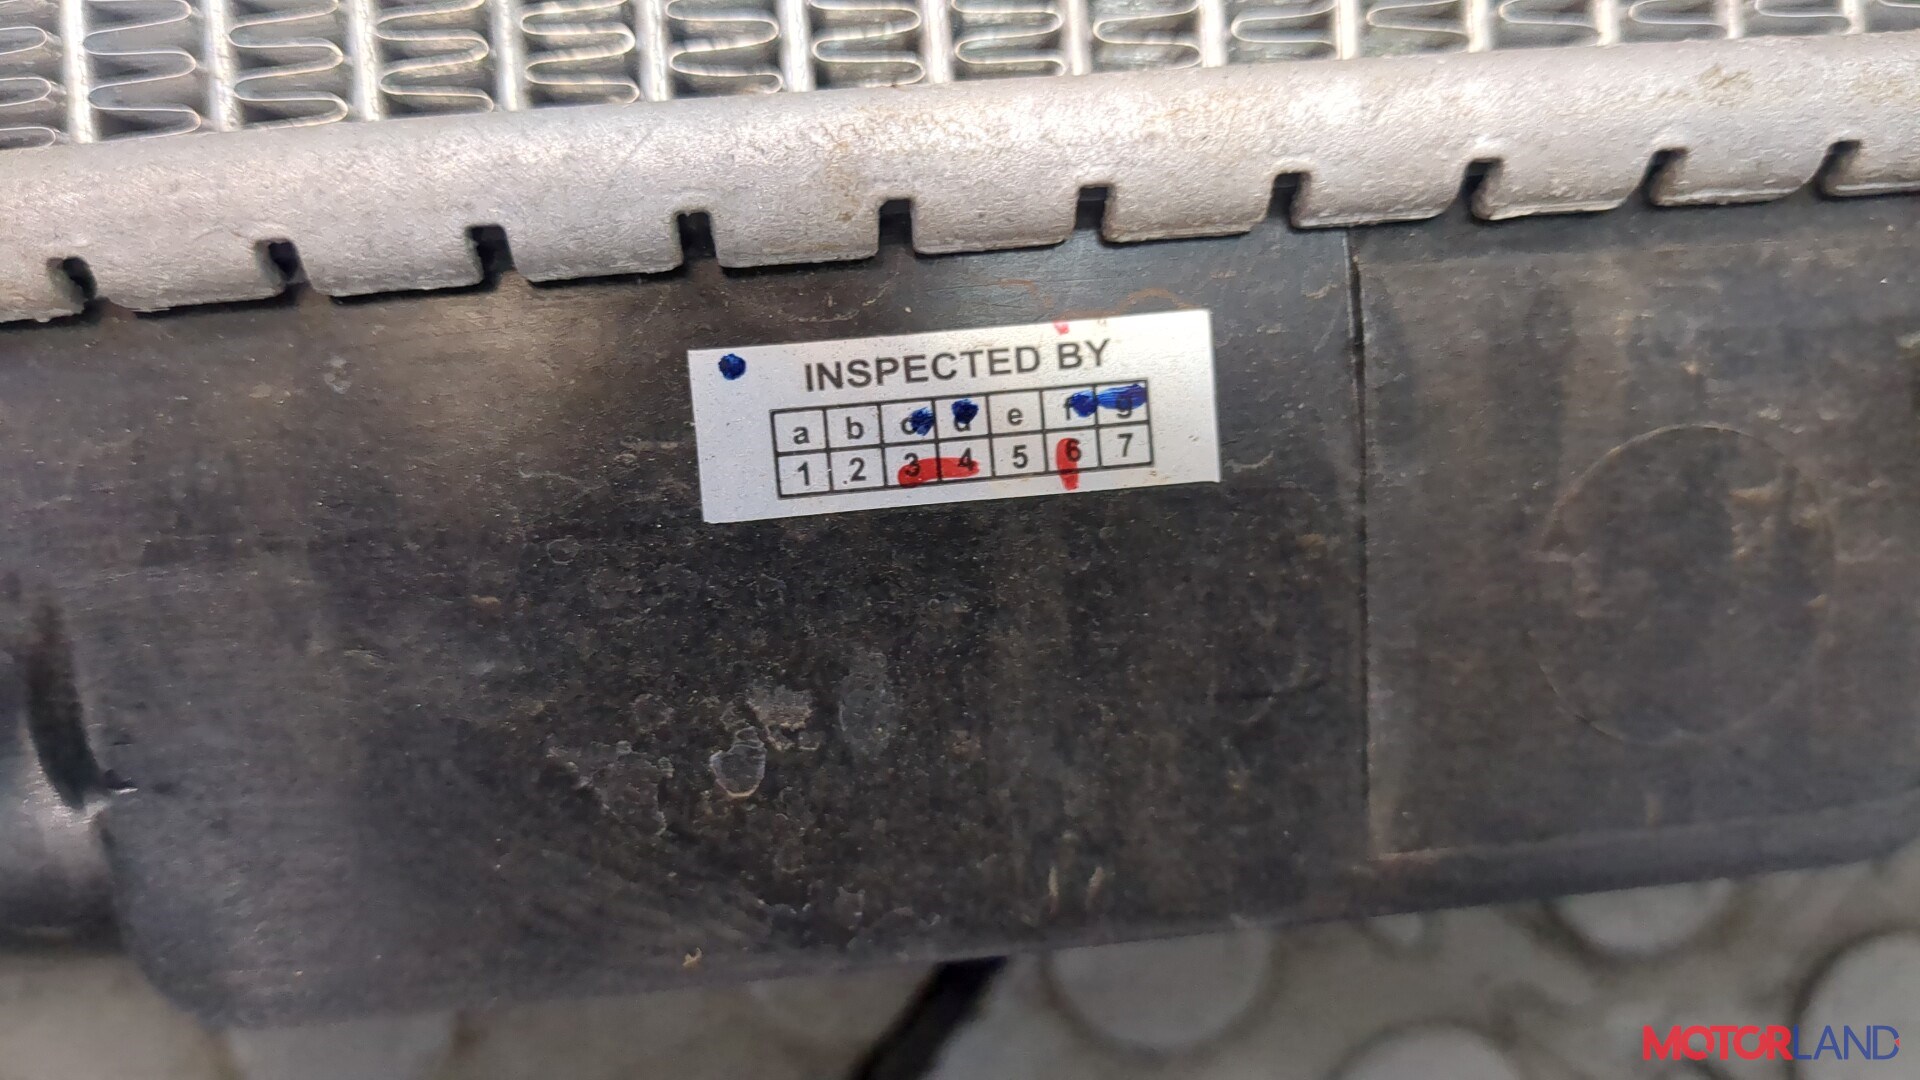 INSPECTED BY
a b c d e f g
1 2 3 4 5 6 7
MOTORLAND